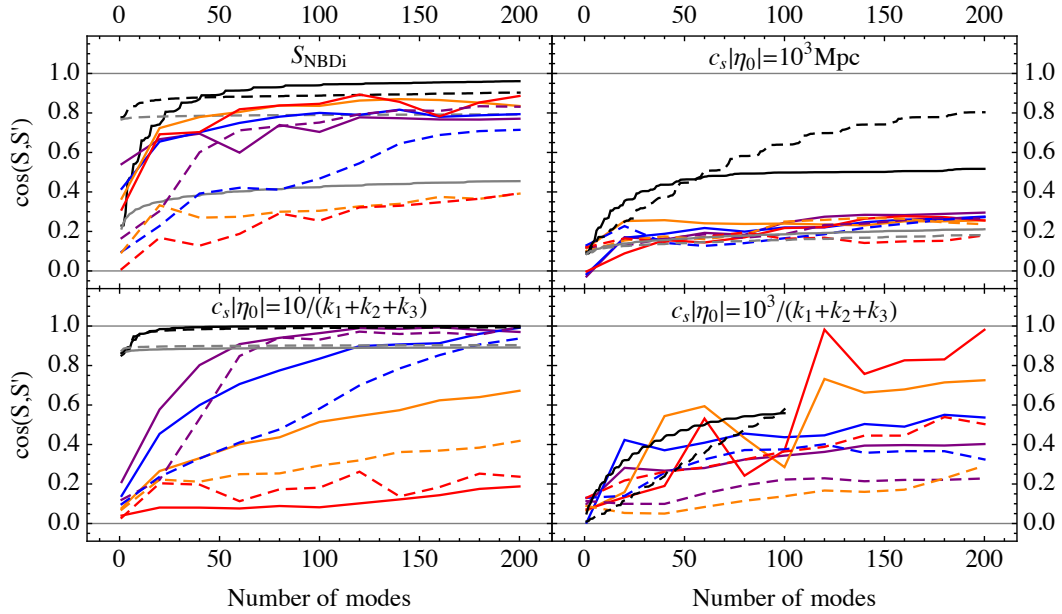 0 50 100 150 200 0 50 100 150 200
S_NBDi
c_s|η_0|=10^3 Mpc
cos(S,S')
1.0 1.0
0.8 0.8
0.6 0.6
0.4 0.4
0.2 0.2
0.0 0.0
c_s|η_0|=10/(k_1+k_2+k_3)
c_s|η_0|=10^3/(k_1+k_2+k_3)
cos(S,S')
1.0 1.0
0.8 0.8
0.6 0.6
0.4 0.4
0.2 0.2
0.0 0.0
0 50 100 150 200 0 50 100 150 200
Number of modes Number of modes